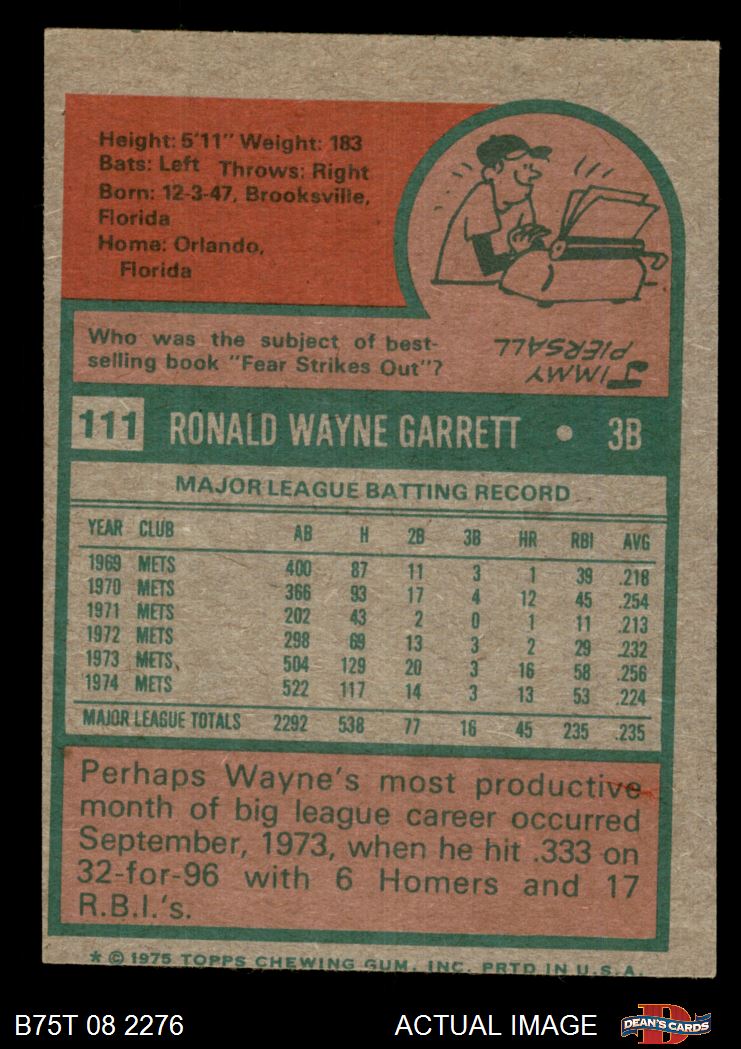 Height: 5'11" Weight: 183
Bats: Left Throws: Right
Born: 12-3-47, Brooksville,
Florida
Home: Orlando,
Florida
Who was the subject of best-
selling book "Fear Strikes Out"?
JIMMY
PIERSALL
111 RONALD WAYNE GARRETT • 3B
MAJOR LEAGUE BATTING RECORD
YEAR CLUB AB H 2B 3B HR RBI AVG
1969 METS 400 87 11 3 1 39 .218
1970 METS 366 93 17 4 12 45 .254
1971 METS 202 43 2 0 1 11 .213
1972 METS 298 69 13 3 2 29 .232
1973 METS 504 129 20 3 16 58 .256
1974 METS 522 117 14 3 13 53 .224
MAJOR LEAGUE TOTALS 2292 538 77 16 45 235 .235
Perhaps Wayne's most productive
month of big league career occurred
September, 1973, when he hit .333 on
32-for-96 with 6 Homers and 17
R.B.I.'s.
* © 1975 TOPPS CHEWING GUM, INC. PRTD IN U.S.A.
B75T 08 2276 ACTUAL IMAGE
DEAN'S CARDS